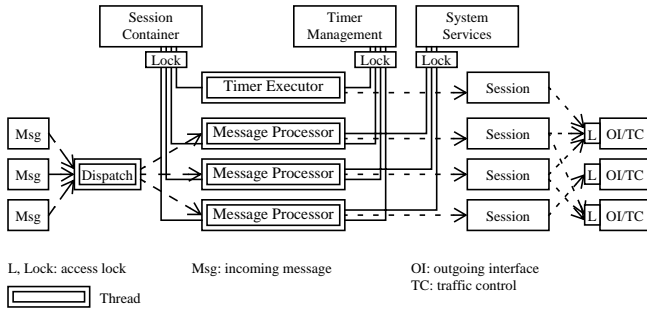 Session Container
Timer Management
System Services
Lock
Lock
Lock
Timer Executor
Session
Msg
Message Processor
Session
L
OI/TC
Msg
Dispatch
Message Processor
Session
L
OI/TC
Msg
Message Processor
Session
L
OI/TC
L, Lock: access lock
Msg: incoming message
OI: outgoing interface
TC: traffic control
Thread